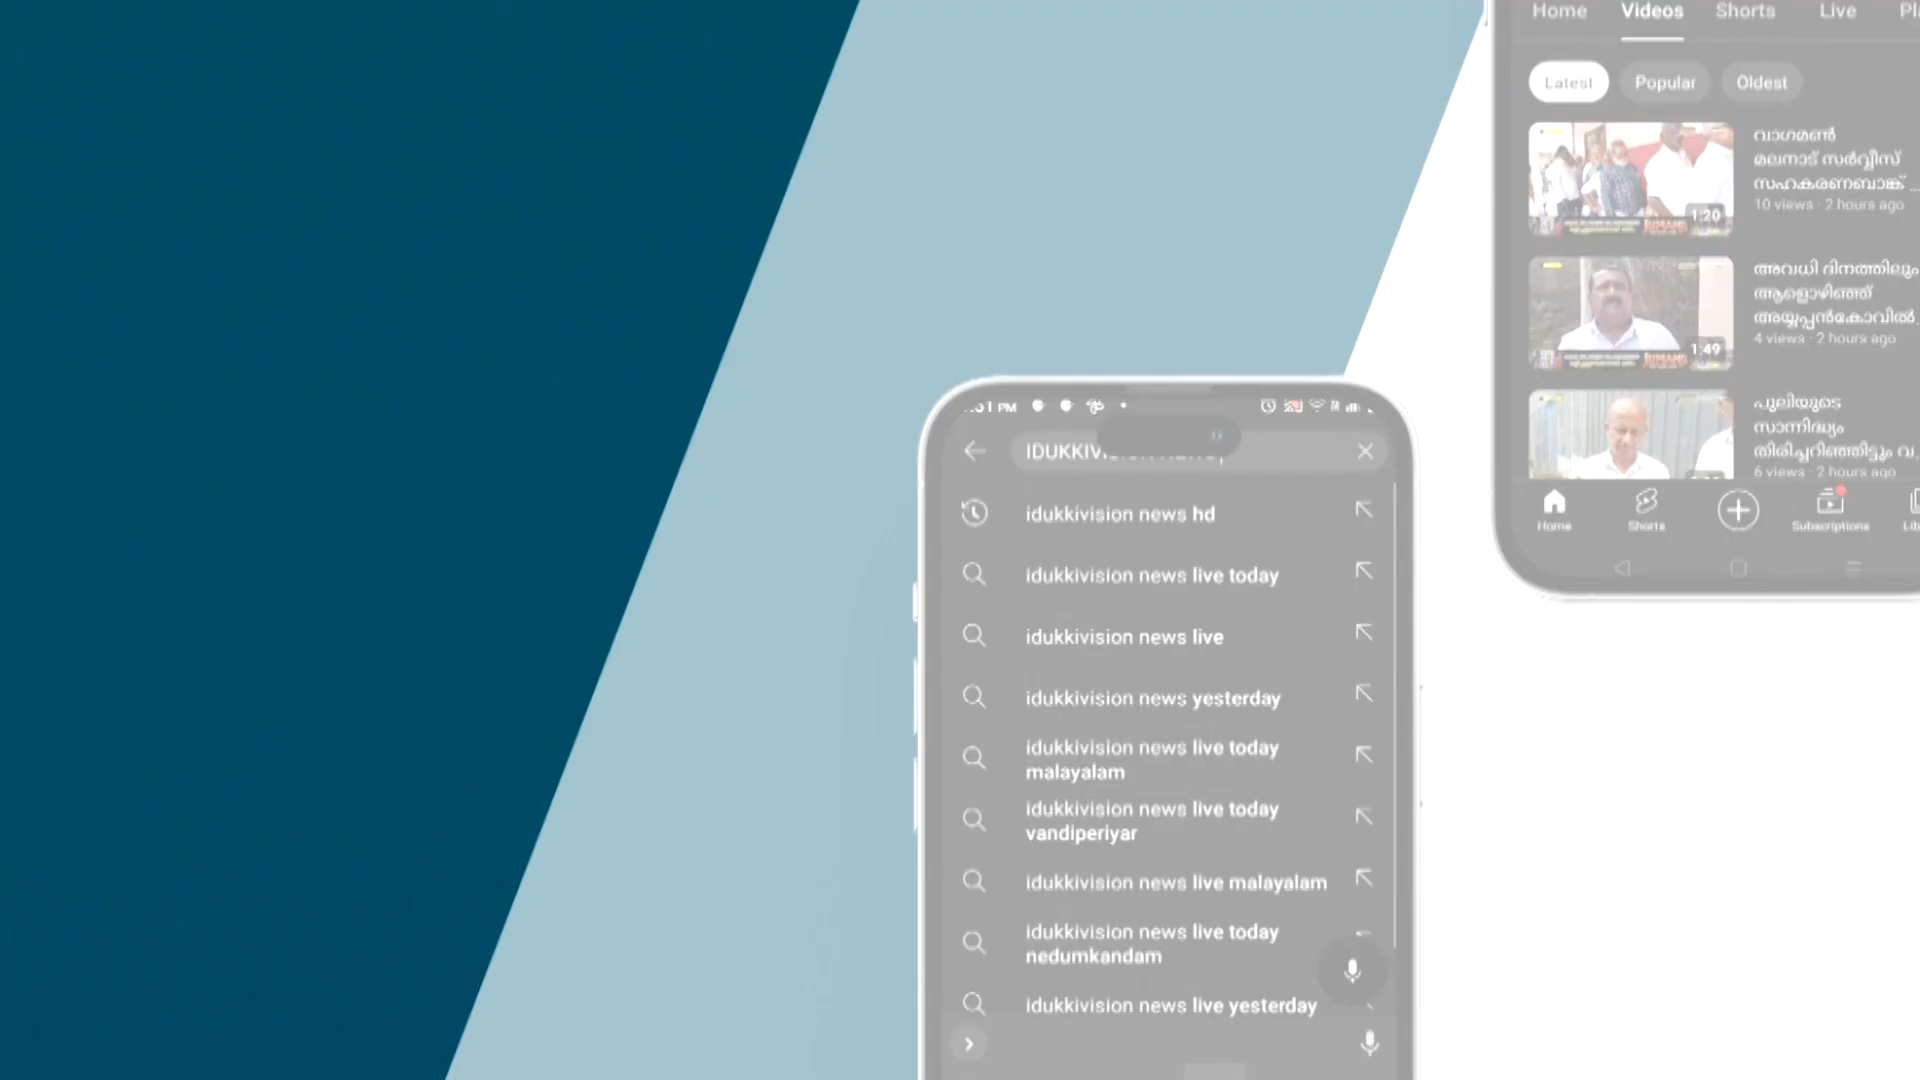 Home Videos Shorts Live
Latest Popular Oldest
വാഗമൺ
മലനാട് സർവ്വീസ്
സഹകരണബാങ്ക് ...
10 views · 2 hours ago
1:20
അവധി ദിനത്തിലും
ആളൊഴിഞ്ഞ്
അയ്യപ്പൻകോവിൽ
4 views · 2 hours ago
1:49
പുലിയുടെ
സാന്നിദ്ധ്യം
തിരിച്ചറിഞ്ഞിട്ടും വ...
6 views · 2 hours ago
Home Shorts Subscriptions
PM
idukkivision news hd
idukkivision news live today
idukkivision news live
idukkivision news yesterday
idukkivision news live today
malayalam
idukkivision news live today
vandiperiyar
idukkivision news live malayalam
idukkivision news live today
nedumkandam
idukkivision news live yesterday